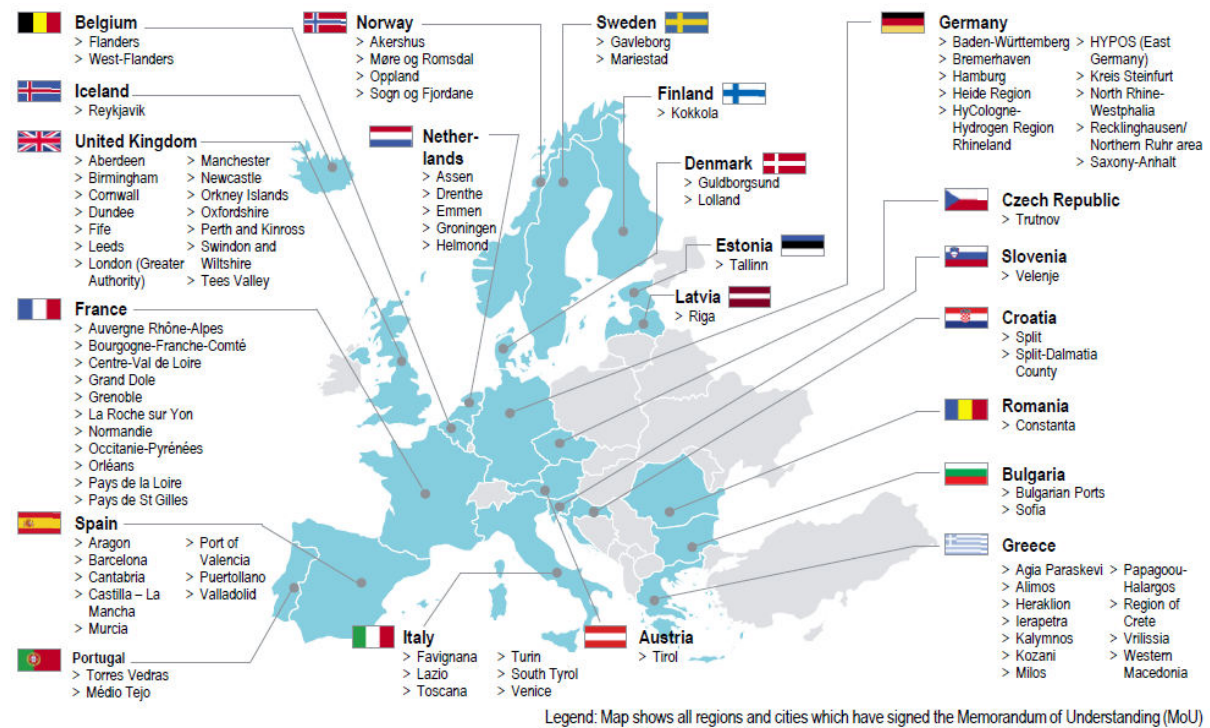 Belgium
> Flanders
> West-Flanders
Iceland
> Reykjavik
United Kingdom
> Aberdeen
> Birmingham
> Cornwall
> Dundee
> Fife
> Leeds
> London (Greater
Authority)
> Manchester
> Newcastle
> Orkney Islands
> Oxfordshire
> Perth and Kinross
> Swindon and
Wiltshire
> Tees Valley
France
> Auvergne Rhône-Alpes
> Bourgogne-Franche-Comté
> Centre-Val de Loire
> Grand Dole
> Grenoble
> La Roche sur Yon
> Normandie
> Occitanie-Pyrénées
> Orléans
> Pays de la Loire
> Pays de St Gilles
Spain
> Aragon
> Barcelona
> Cantabria
> Castilla – La
Mancha
> Murcia
> Port of
Valencia
> Puertollano
> Valladolid
Portugal
> Torres Vedras
> Médio Tejo
Norway
> Akershus
> Møre og Romsdal
> Oppland
> Sogn og Fjordane
Nether-
lands
> Assen
> Drenthe
> Emmen
> Groningen
> Helmond
Sweden
> Gavleborg
> Mariestad
Finland
> Kokkola
Denmark
> Guldborgsund
> Lolland
Estonia
> Tallinn
Latvia
> Riga
Italy
> Favignana
> Lazio
> Toscana
> Turin
> South Tyrol
> Venice
Austria
> Tirol
Germany
> Baden-Württemberg
> Bremerhaven
> Hamburg
> Heide Region
> HyCologne-
Hydrogen Region
Rhineland
> HYPOS (East
Germany)
> Kreis Steinfurt
> North Rhine-
Westphalia
> Recklinghausen/
Northern Ruhr area
> Saxony-Anhalt
Czech Republic
> Trutnov
Slovenia
> Velenje
Croatia
> Split
> Split-Dalmatia
County
Romania
> Constanta
Bulgaria
> Bulgarian Ports
> Sofia
Greece
> Agia Paraskevi
> Alimos
> Heraklion
> Ierapetra
> Kalymnos
> Kozani
> Milos
> Papagou-
Halargos
> Region of
Crete
> Vrilissia
> Western
Macedonia
Legend: Map shows all regions and cities which have signed the Memorandum of Understanding (MoU)